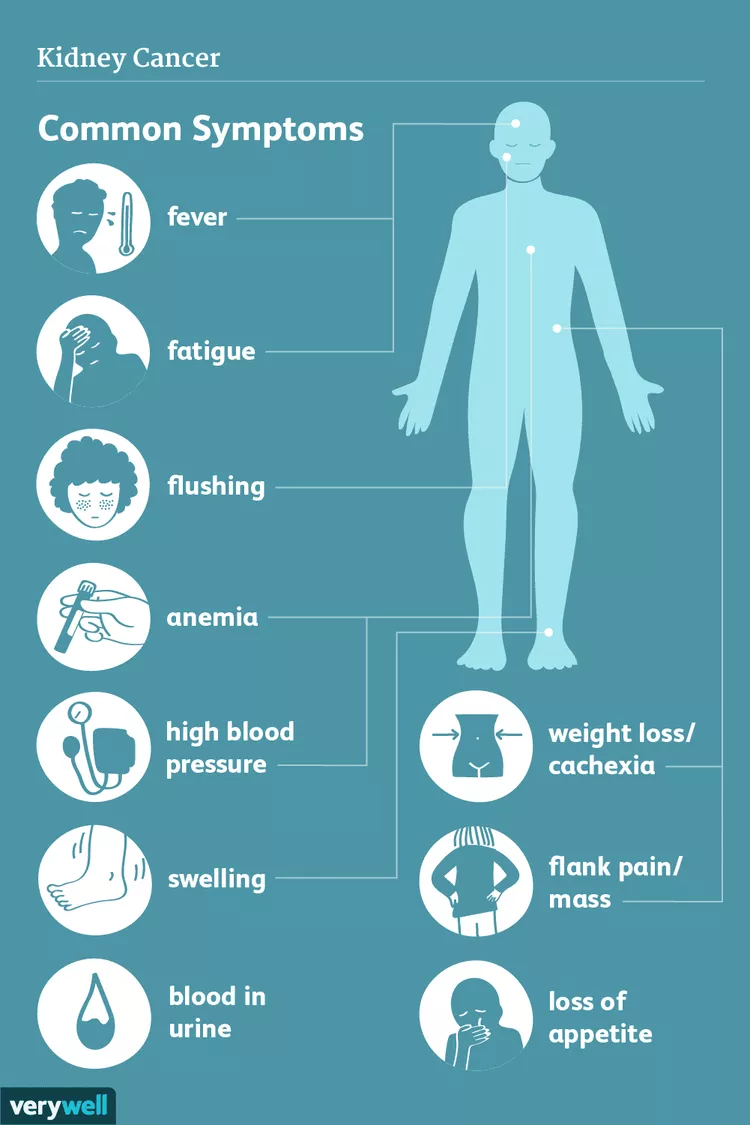 Kidney Cancer
Common Symptoms
fever
fatigue
flushing
anemia
high blood
pressure
swelling
blood in
urine
weight loss/
cachexia
flank pain/
mass
loss of
appetite
verywell